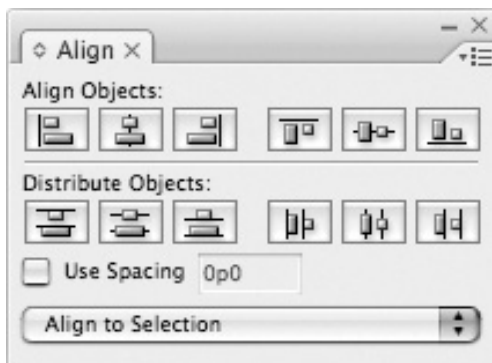 Align
Align Objects:
Distribute Objects:
Use Spacing 0p0
Align to Selection